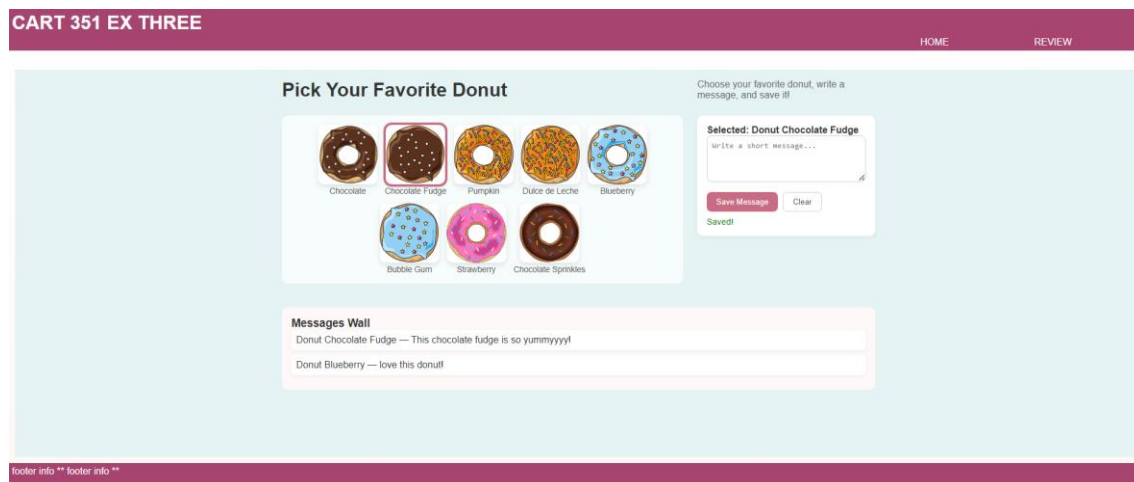 CART 351 EX THREE
HOME REVIEW
Pick Your Favorite Donut
Chocolate Chocolate Fudge Pumpkin Dulce de Leche Blueberry
Bubble Gum Strawberry Chocolate Sprinkles
Choose your favorite donut, write a
message, and save it!
Selected: Donut Chocolate Fudge
Write a short message...
Save Message Clear
Saved!
Messages Wall
Donut Chocolate Fudge — This chocolate fudge is so yummyyyy!
Donut Blueberry — love this donut!
footer info ** footer info **